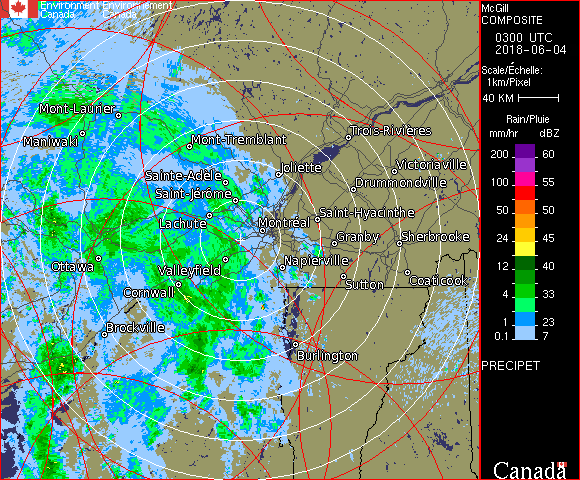 Environment Environnement
Canada Canada
McGill
COMPOSITE
0300 UTC
2018-06-04
Scale/Échelle:
1km/Pixel
40 KM
Rain/Pluie
mm/hr dBZ
200 60
150 57
100 55
50 50
24 45
12 40
4 33
1 23
0.1 7
PRECIPET
Canada
Mont-Laurier
Maniwaki
Mont-Tremblant
Trois-Rivières
Joliette
Victoriaville
Sainte-Adèle
Drummondville
Saint-Jérôme
Lachute
Montréal
Saint-Hyacinthe
Granby
Sherbrooke
Ottawa
Valleyfield
Napierville
Cornwall
Sutton
Coaticook
Brockville
Burlington